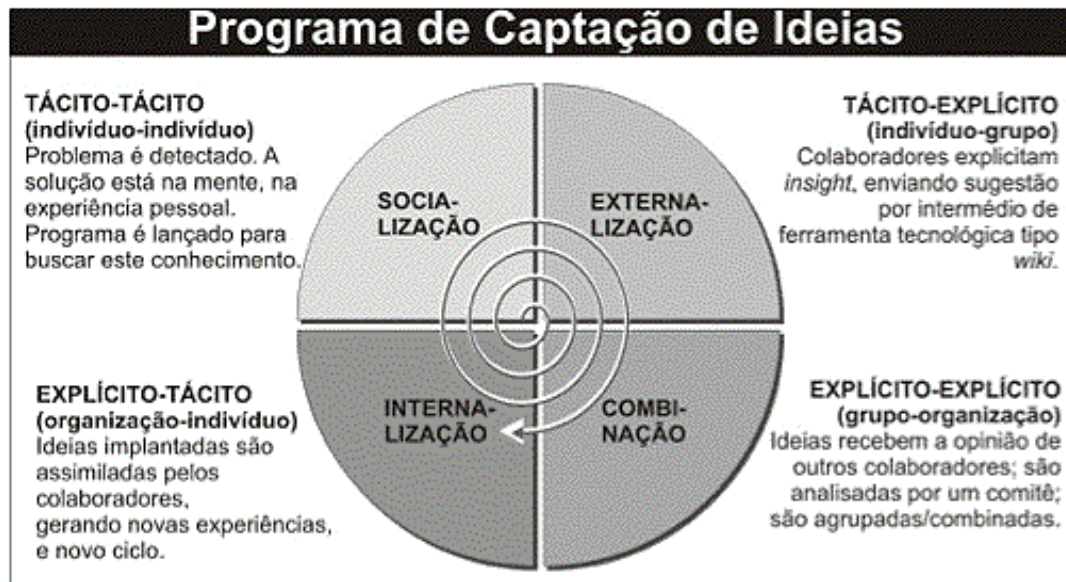 Programa de Captação de Ideias
TÁCITO-TÁCITO
(indivíduo-indivíduo)
Problema é detectado. A
solução está na mente, na
experiência pessoal.
Programa é lançado para
buscar este conhecimento.
SOCIA-
LIZAÇÃO
EXTERNA-
LIZAÇÃO
TÁCITO-EXPLÍCITO
(indivíduo-grupo)
Colaboradores explicitam
insight, enviando sugestão
por intermédio de
ferramenta tecnológica tipo
wiki.
EXPLÍCITO-TÁCITO
(organização-indivíduo)
Ideias implantadas são
assimiladas pelos
colaboradores,
gerando novas experiências,
e novo ciclo.
INTERNA-
LIZAÇÃO
COMBI-
NAÇÃO
EXPLÍCITO-EXPLÍCITO
(grupo-organização)
Ideias recebem a opinião de
outros colaboradores; são
analisadas por um comitê;
são agrupadas/combinadas.